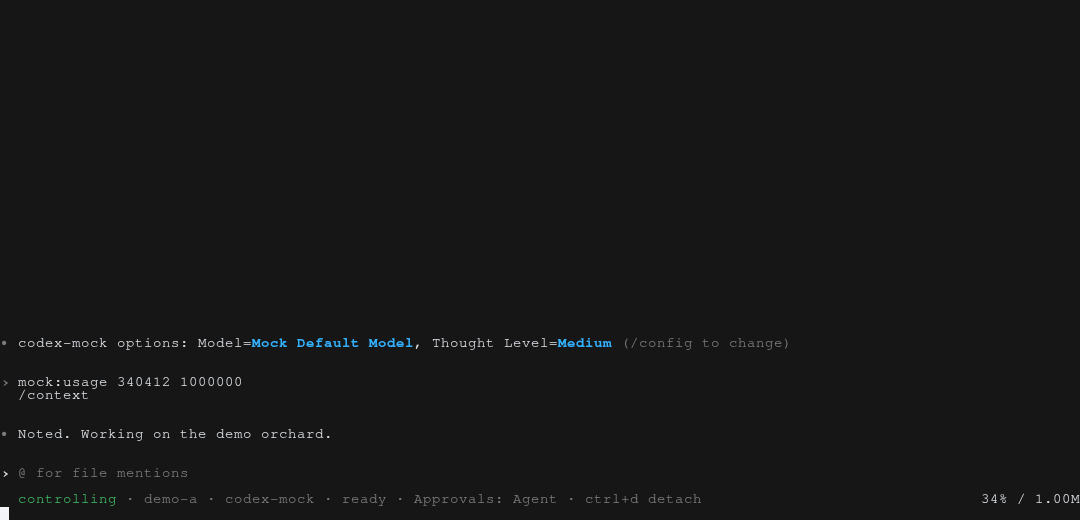 • codex-mock options: Model=Mock Default Model, Thought Level=Medium (/config to change)
› mock:usage 340412 1000000
/context
• Noted. Working on the demo orchard.
› @ for file mentions
controlling · demo-a · codex-mock · ready · Approvals: Agent · ctrl+d detach 34% / 1.00M